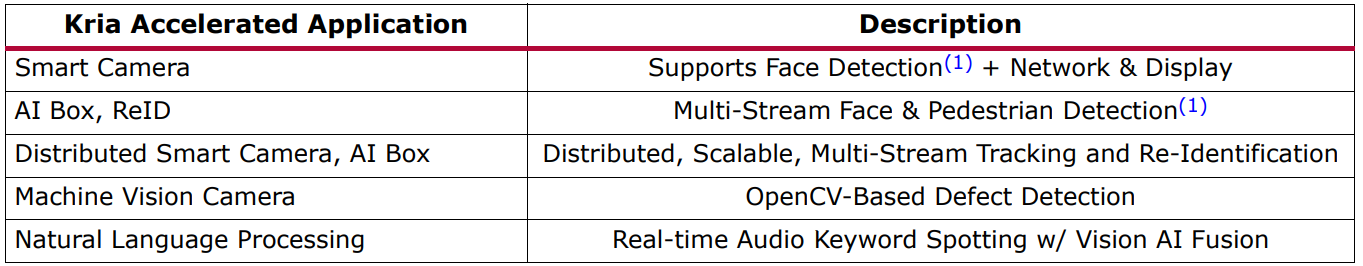 Kria Accelerated Application Description
Smart Camera Supports Face Detection(1) + Network & Display
AI Box, ReID Multi-Stream Face & Pedestrian Detection(1)
Distributed Smart Camera, AI Box Distributed, Scalable, Multi-Stream Tracking and Re-Identification
Machine Vision Camera OpenCV-Based Defect Detection
Natural Language Processing Real-time Audio Keyword Spotting w/ Vision AI Fusion